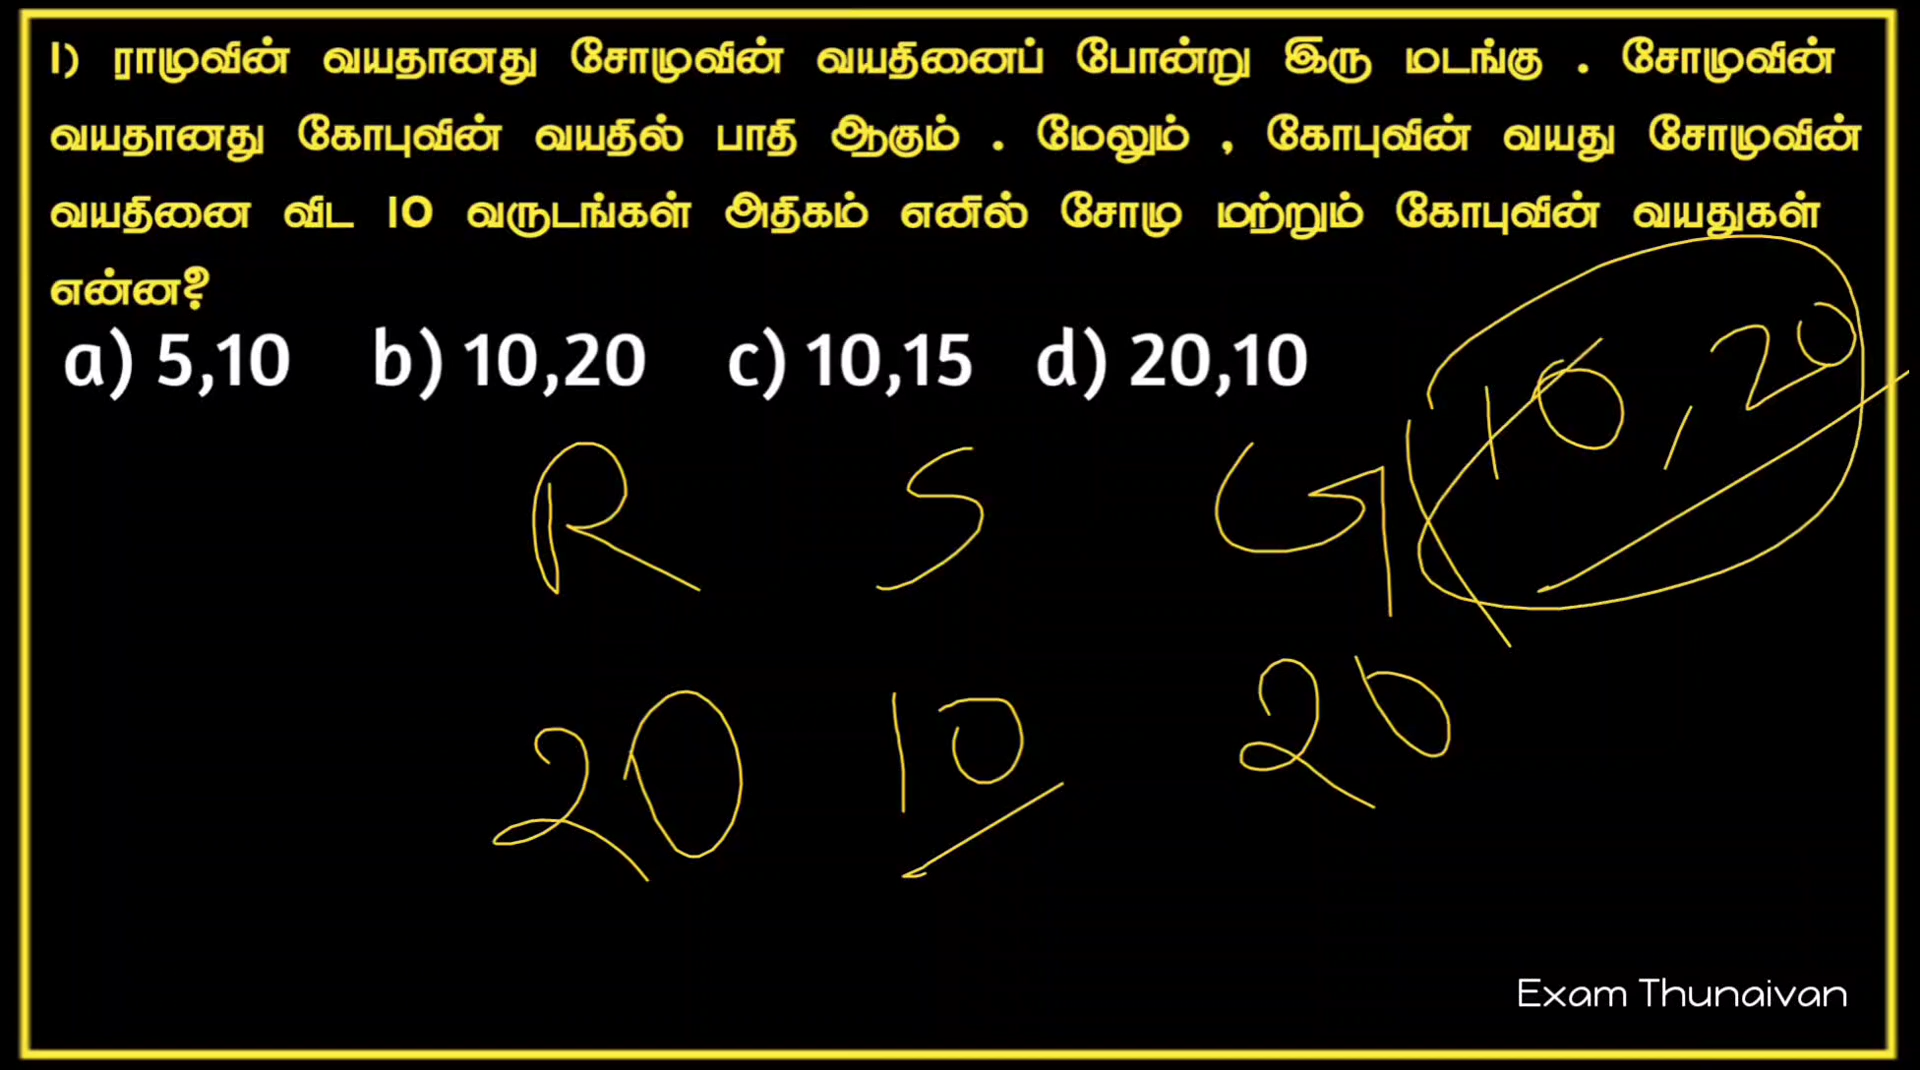 1) ராமுவின் வயதானது சோமுவின் வயதினைப் போன்று இரு மடங்கு . சோமுவின்
வயதானது கோபுவின் வயதில் பாதி ஆகும் . மேலும் , கோபுவின் வயது சோமுவின்
வயதினை விட 10 வருடங்கள் அதிகம் எனில் சோமு மற்றும் கோபுவின் வயதுகள்
என்ன?
a) 5,10 b) 10,20 c) 10,15 d) 20,10
10, 20
R S G
20 10 20
Exam Thunaivan